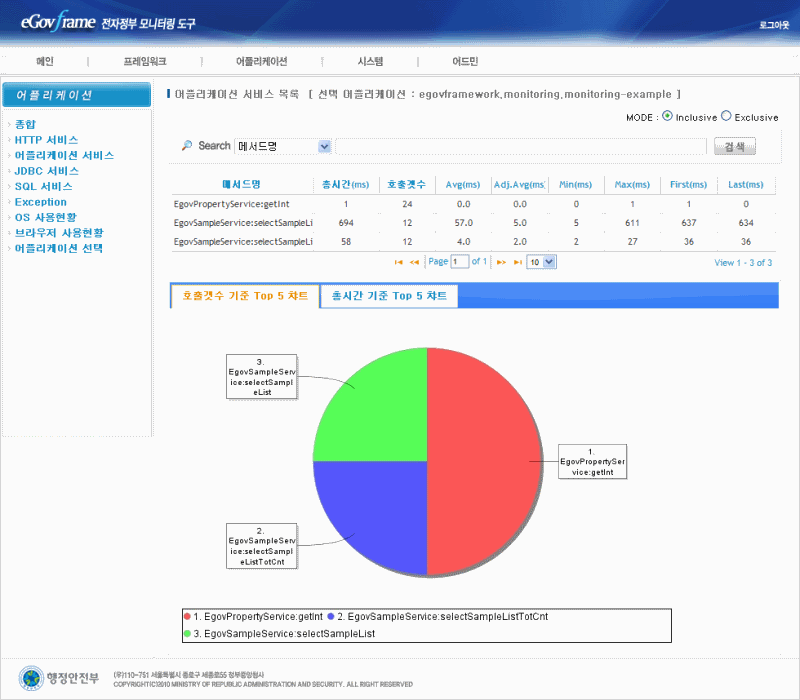 eGovframe 전자정부 모니터링 도구
로그아웃
메인 | 프레임워크 | 어플리케이션 | 시스템 | 어드민
어플리케이션
종합
HTTP 서비스
어플리케이션 서비스
JDBC 서비스
SQL 서비스
Exception
OS 사용현황
브라우저 사용현황
어플리케이션 선택
어플리케이션 서비스 목록 [ 선택 어플리케이션 : egovframework.monitoring.monitoring-example ]
MODE : Inclusive Exclusive
Search 메서드명 검색
메서드명 총시간(ms) 호출갯수 Avg(ms) Adj.Avg(ms) Min(ms) Max(ms) First(ms) Last(ms)
EgovPropertyService:getInt 1 24 0.0 0.0 0 1 1 0
EgovSampleService:selectSampleLi 694 12 57.0 5.0 5 611 637 634
EgovSampleService:selectSampleLi 58 12 4.0 2.0 2 27 36 36
Page 1 of 1 10 View 1 - 3 of 3
호출갯수 기준 Top 5 차트 총시간 기준 Top 5 차트
3.
EgovSampleServ
ice:selectSampl
eList
1.
EgovPropertySer
vice:getInt
2.
EgovSampleServ
ice:selectSampl
eListTotCnt
1. EgovPropertyService:getInt 2. EgovSampleService:selectSampleListTotCnt
3. EgovSampleService:selectSampleList
행정안전부
(우)110-751 서울특별시 종로구 세종로55 정부중앙청사
COPYRIGHT(C)2010 MINISTRY OF PUBLIC ADMINISTRATION AND SECURITY. ALL RIGHT RESERVED